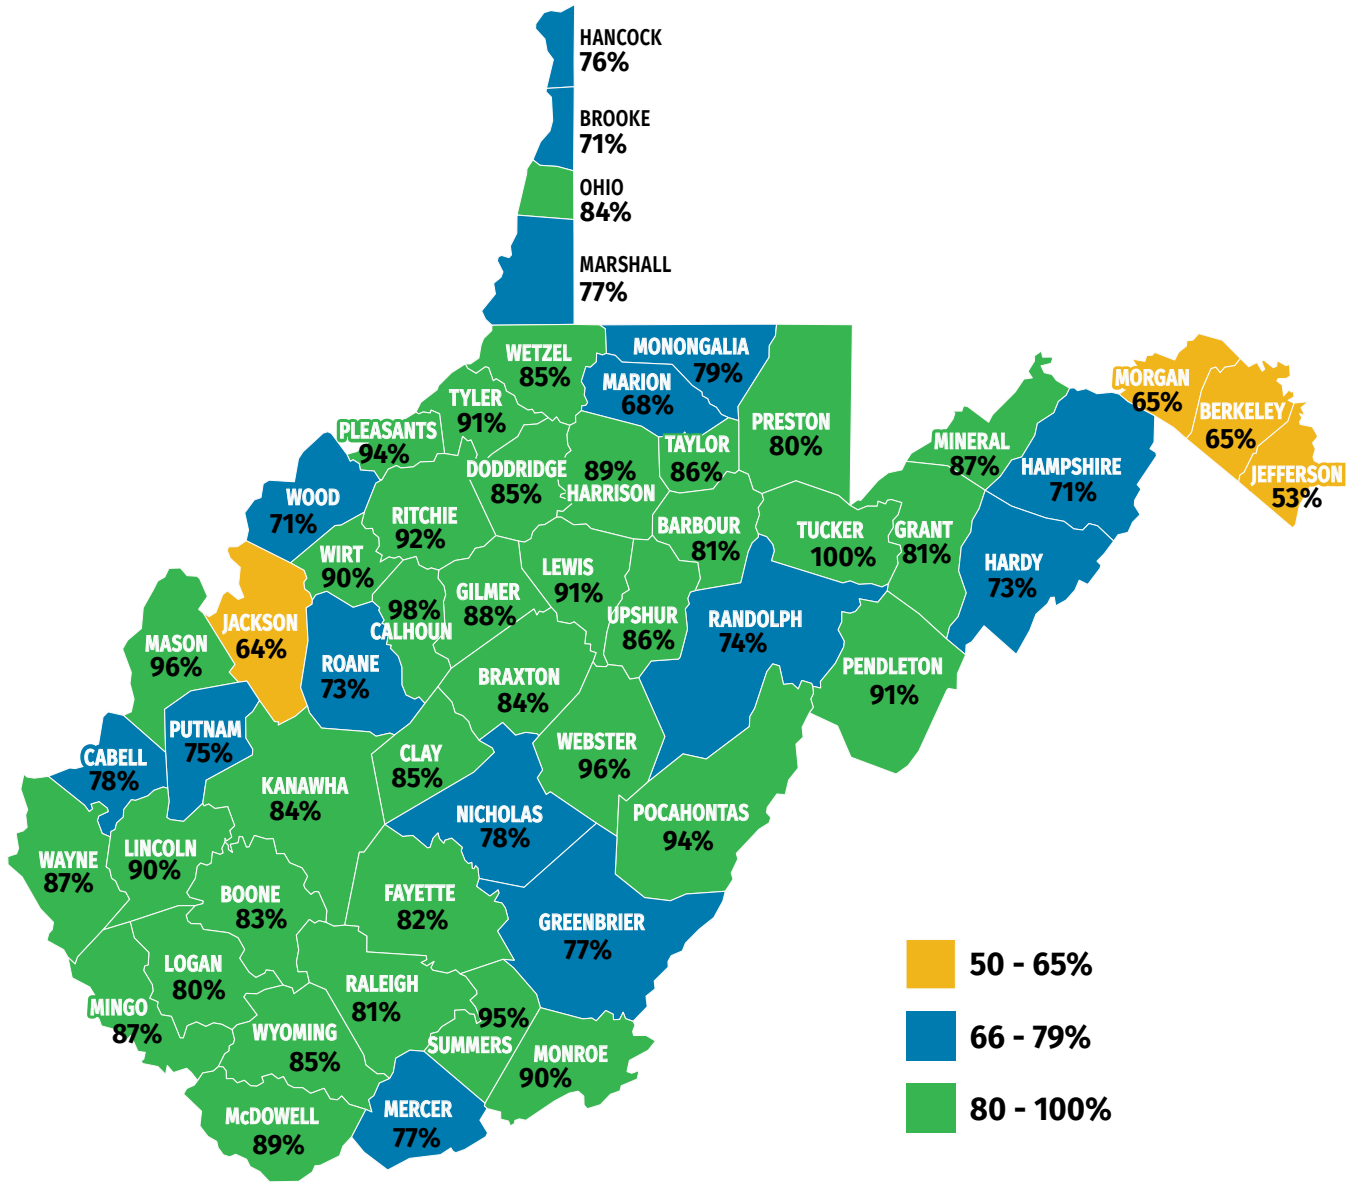 HANCOCK
76%
BROOKE
71%
OHIO
84%
MARSHALL
77%
WETZEL
85%
MONONGALIA
79%
MARION
68%
TYLER
91%
PLEASANTS
94%
PRESTON
80%
TAYLOR
86%
DODDRIDGE
85%
89%
HARRISON
MORGAN
65%
BERKELEY
65%
JEFFERSON
53%
MINERAL
87%
HAMPSHIRE
71%
WOOD
71%
RITCHIE
92%
BARBOUR
81%
TUCKER
100%
GRANT
81%
HARDY
73%
WIRT
90%
LEWIS
91%
GILMER
88%
98%
CALHOUN
UPSHUR
86%
RANDOLPH
74%
JACKSON
64%
MASON
96%
ROANE
73%
BRAXTON
84%
PENDLETON
91%
PUTNAM
75%
CABELL
78%
CLAY
85%
WEBSTER
96%
KANAWHA
84%
NICHOLAS
78%
POCAHONTAS
94%
WAYNE
87%
LINCOLN
90%
BOONE
83%
FAYETTE
82%
GREENBRIER
77%
LOGAN
80%
RALEIGH
81%
MINGO
87%
WYOMING
85%
95%
SUMMERS
MONROE
90%
McDOWELL
89%
MERCER
77%
50 - 65%
66 - 79%
80 - 100%